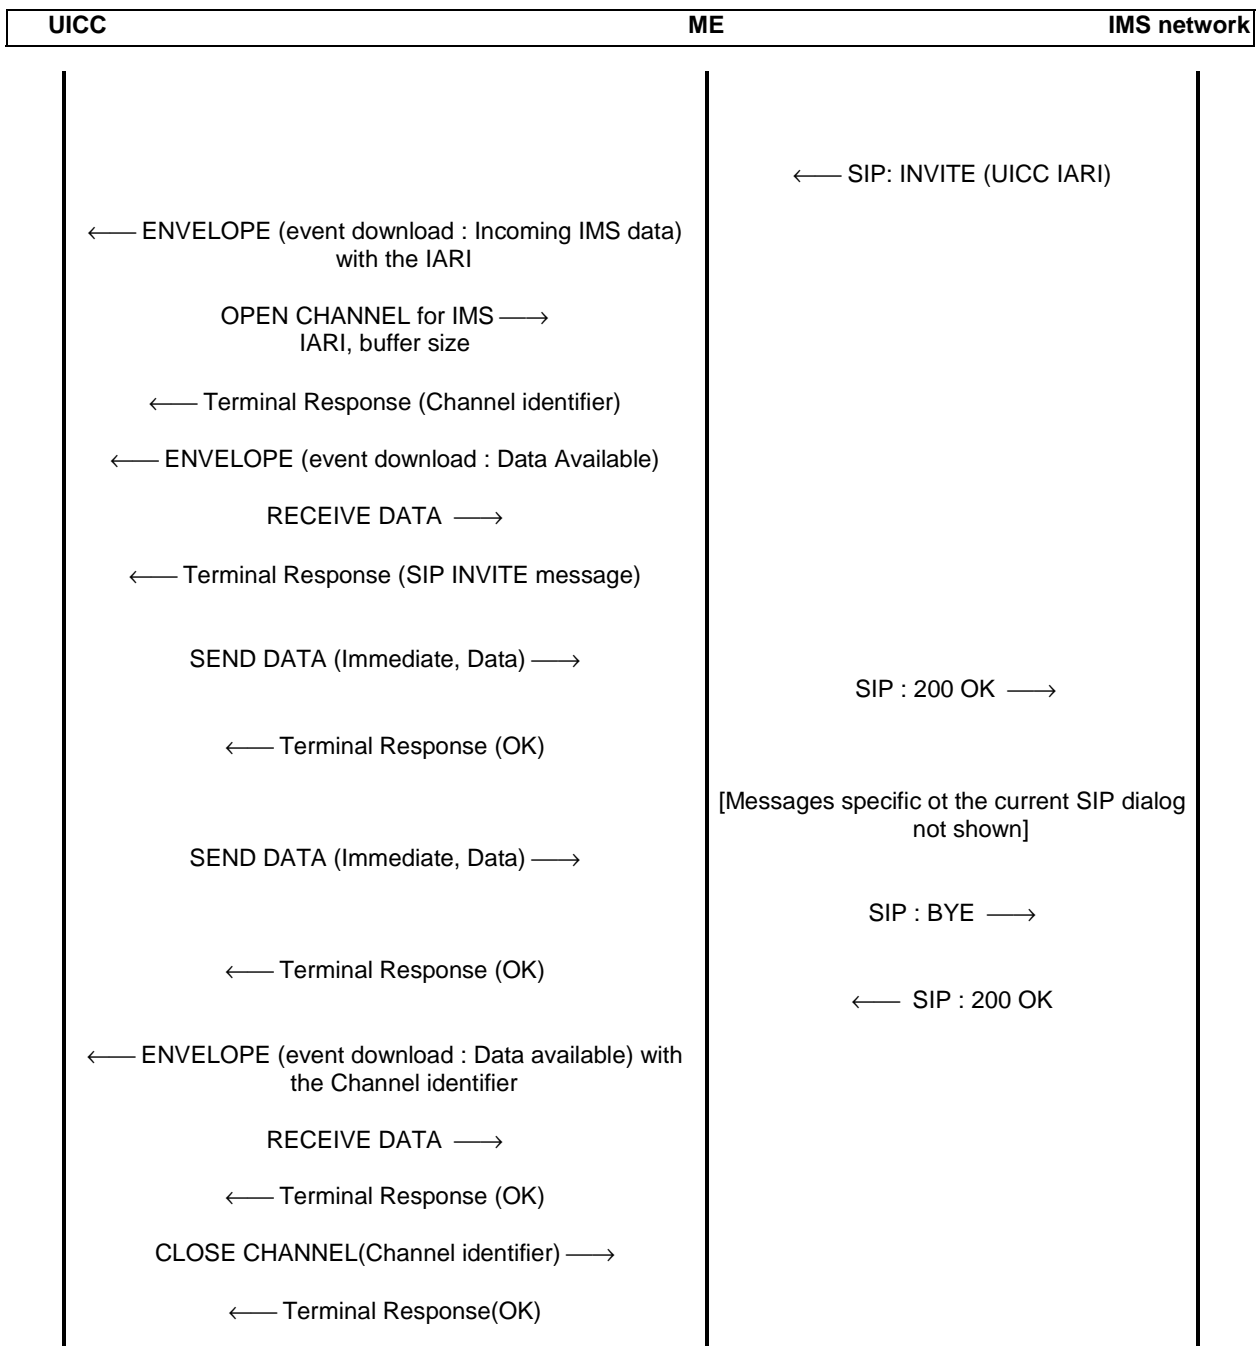 UICC ME IMS network
← SIP: INVITE (UICC IARI)
← ENVELOPE (event download : Incoming IMS data)
with the IARI
OPEN CHANNEL for IMS →
IARI, buffer size
← Terminal Response (Channel identifier)
← ENVELOPE (event download : Data Available)
RECEIVE DATA →
← Terminal Response (SIP INVITE message)
SEND DATA (Immediate, Data) →
SIP : 200 OK →
← Terminal Response (OK)
[Messages specific ot the current SIP dialog
not shown]
SEND DATA (Immediate, Data) →
SIP : BYE →
← Terminal Response (OK)
← SIP : 200 OK
← ENVELOPE (event download : Data available) with
the Channel identifier
RECEIVE DATA →
← Terminal Response (OK)
CLOSE CHANNEL(Channel identifier) →
← Terminal Response(OK)